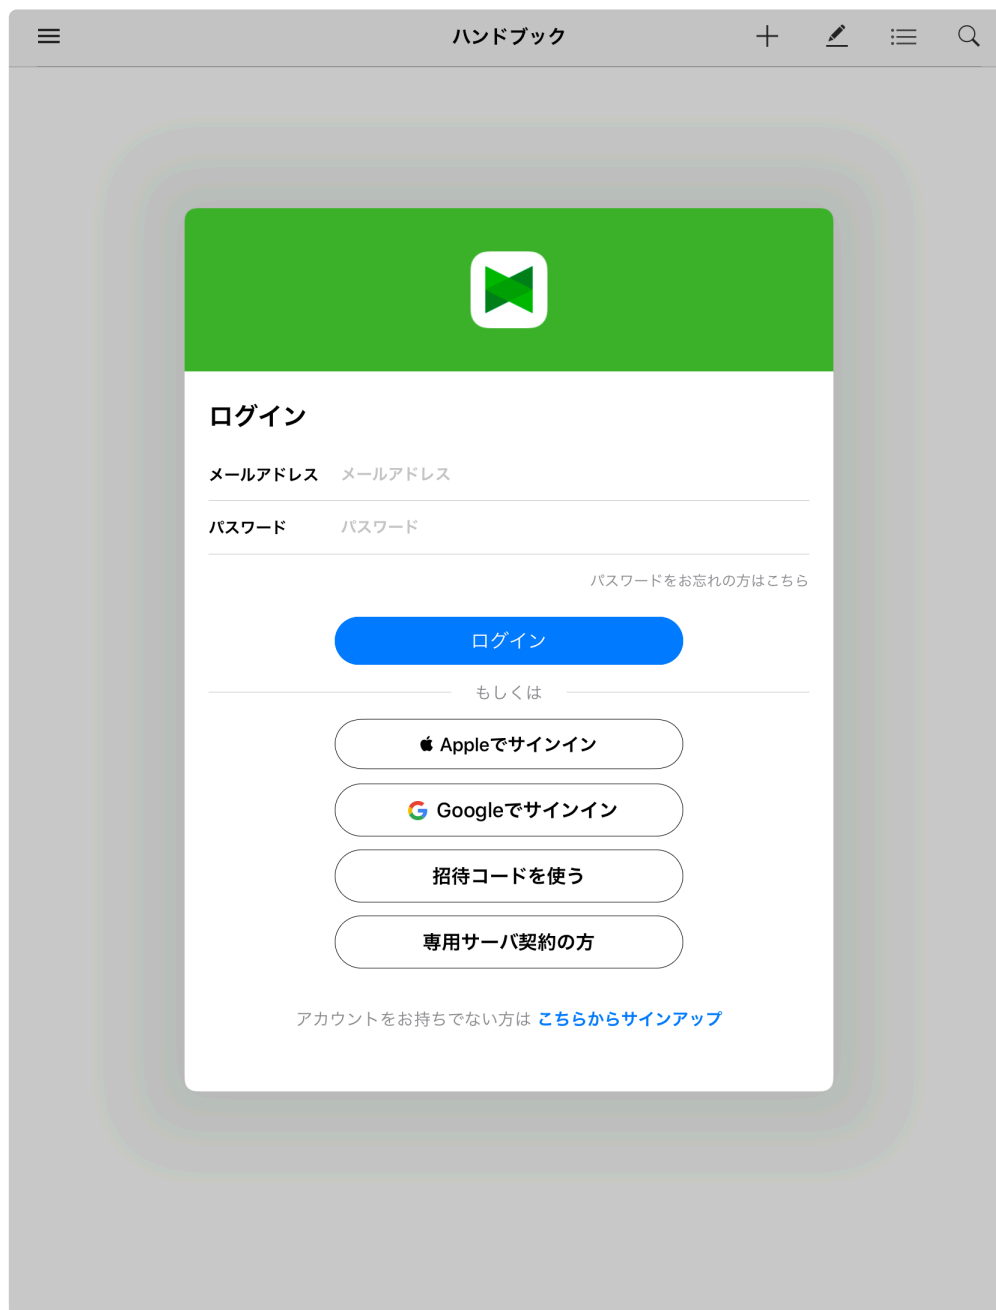 ハンドブック
ログイン
メールアドレス メールアドレス
パスワード パスワード
パスワードをお忘れの方はこちら
ログイン
もしくは
Appleでサインイン
Googleでサインイン
招待コードを使う
専用サーバ契約の方
アカウントをお持ちでない方は こちらからサインアップ